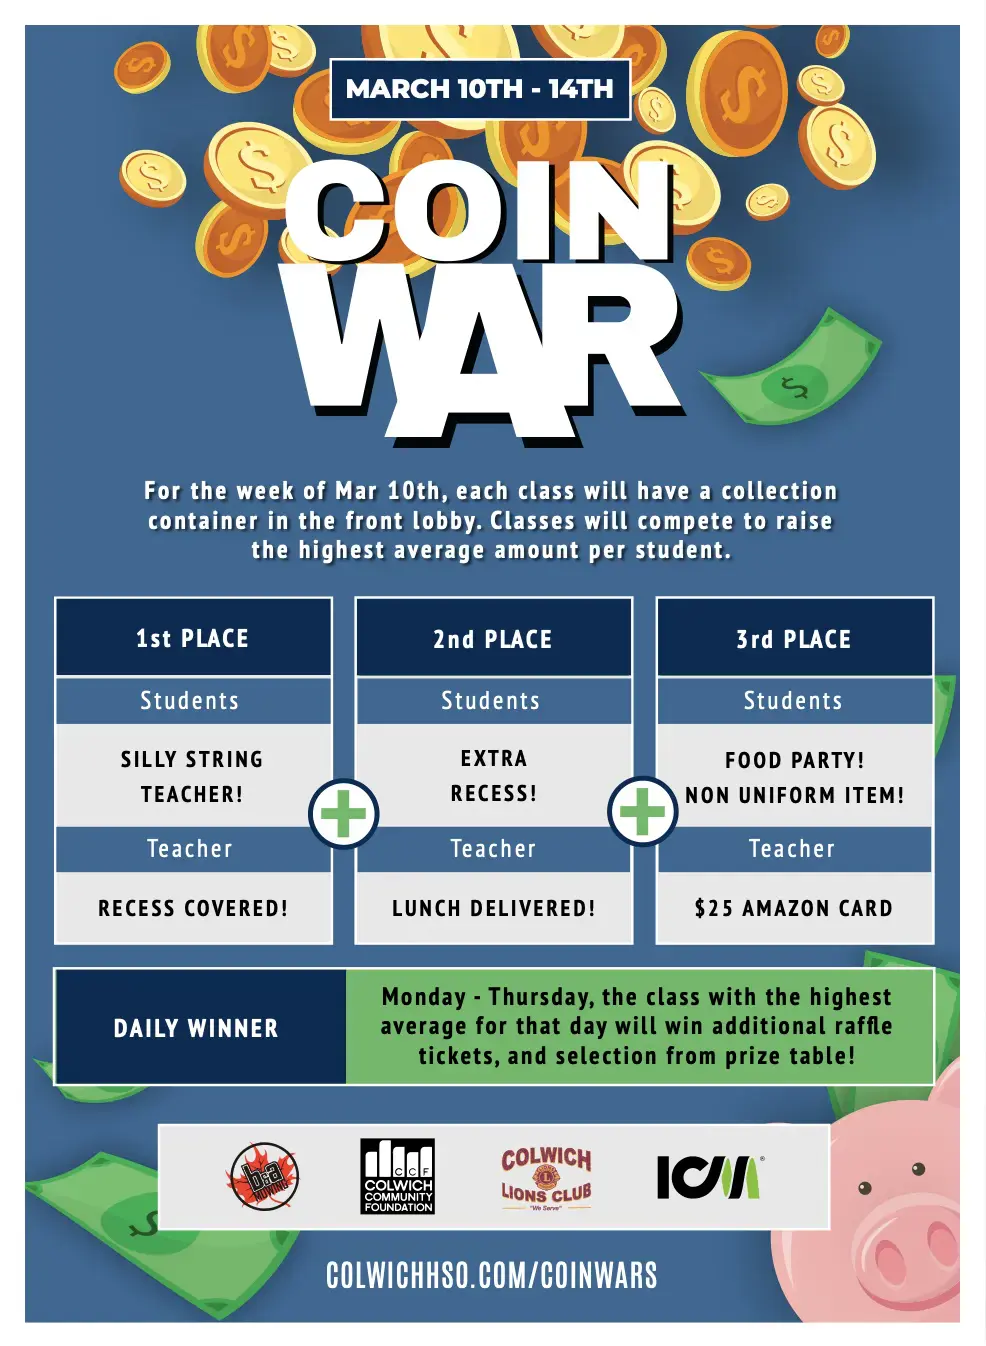 MARCH 10TH - 14TH
COIN
WAR
For the week of Mar 10th, each class will have a collection
container in the front lobby. Classes will compete to raise
the highest average amount per student.
1st PLACE
Students
SILLY STRING
TEACHER!
Teacher
RECESS COVERED!
2nd PLACE
Students
EXTRA
RECESS!
Teacher
LUNCH DELIVERED!
3rd PLACE
Students
FOOD PARTY!
NON UNIFORM ITEM!
Teacher
$25 AMAZON CARD
DAILY WINNER
Monday - Thursday, the class with the highest
average for that day will win additional raffle
tickets, and selection from prize table!
b&a
MOWING
CCF
COLWICH
COMMUNITY
FOUNDATION
COLWICH
L
LIONS CLUB
"We Serve"
ICM®
COLWICHHSO.COM/COINWARS